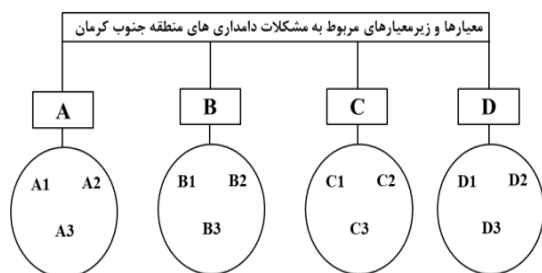 معیارها و زیرمعیارهای مربوط به مشکلات دامداری های منطقه جنوب کرمان
A B C D
A1 A2 B1 B2 C1 C2 D1 D2
A3 B3 C3 D3